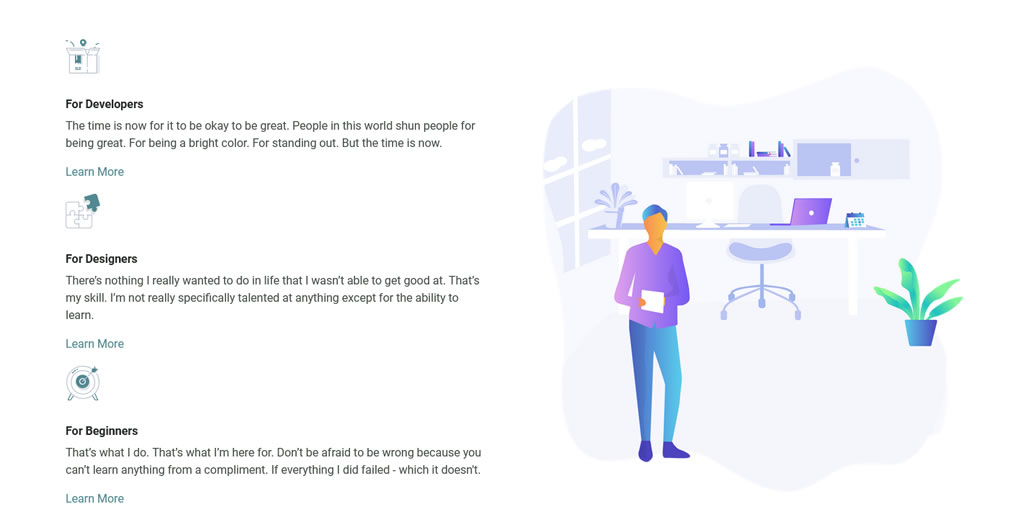 For Developers
The time is now for it to be okay to be great. People in this world shun people for
being great. For being a bright color. For standing out. But the time is now.
Learn More
For Designers
There’s nothing I really wanted to do in life that I wasn’t able to get good at. That’s
my skill. I’m not really specifically talented at anything except for the ability to
learn.
Learn More
For Beginners
That’s what I do. That’s what I’m here for. Don’t be afraid to be wrong because you
can’t learn anything from a compliment. If everything I did failed - which it doesn’t.
Learn More